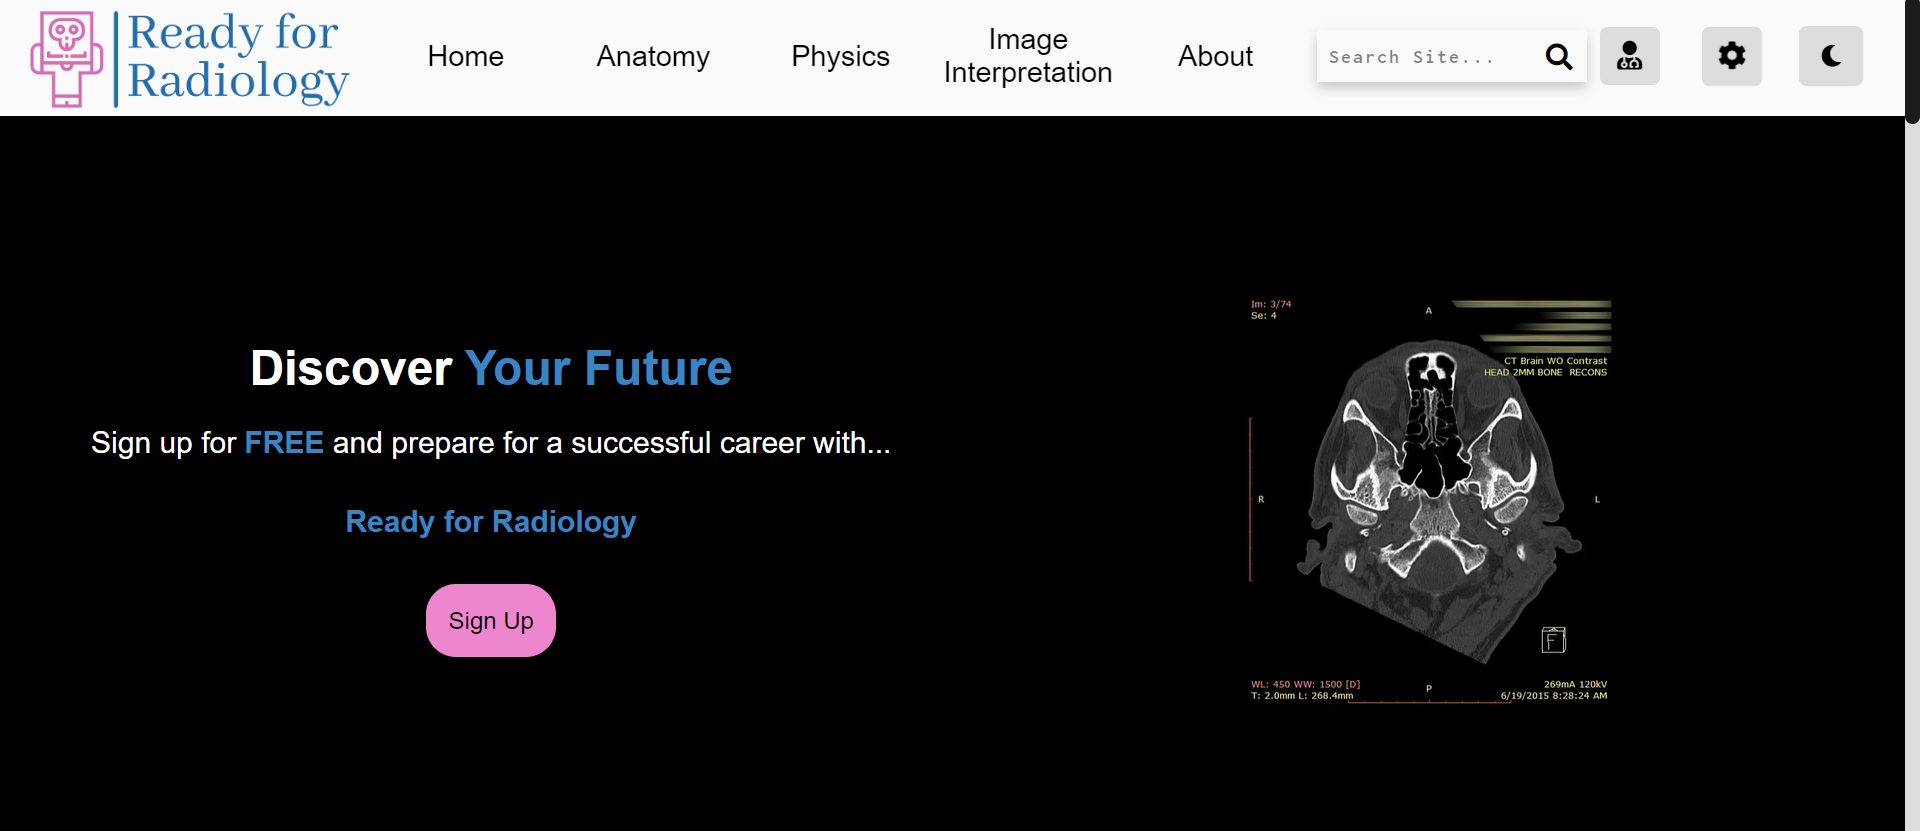 Ready for
Radiology
Home
Anatomy
Physics
Image
Interpretation
About
Search Site...
Discover Your Future
Sign up for FREE and prepare for a successful career with...
Ready for Radiology
Sign Up
Im: 3/74
Se: 4
A
CT Brain WO Contrast
HEAD 2MM BONE RECONS
R
L
F
WL: 450 WW: 1500 [D]
T: 2.0mm L: 268.4mm
P
269mA 120kV
6/19/2015 8:28:24 AM